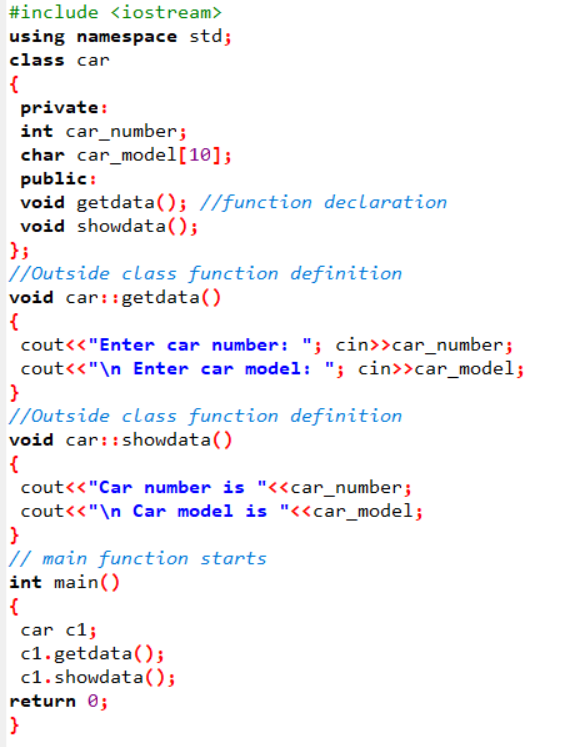 #include <iostream>
using namespace std;
class car
{
 private:
 int car_number;
 char car_model[10];
 public:
 void getdata(); //function declaration
 void showdata();
};
//Outside class function definition
void car::getdata()
{
 cout<<"Enter car number: "; cin>>car_number;
 cout<<"\n Enter car model: "; cin>>car_model;
}
//Outside class function definition
void car::showdata()
{
 cout<<"Car number is "<<car_number;
 cout<<"\n Car model is "<<car_model;
}
// main function starts
int main()
{
 car c1;
 c1.getdata();
 c1.showdata();
return 0;
}